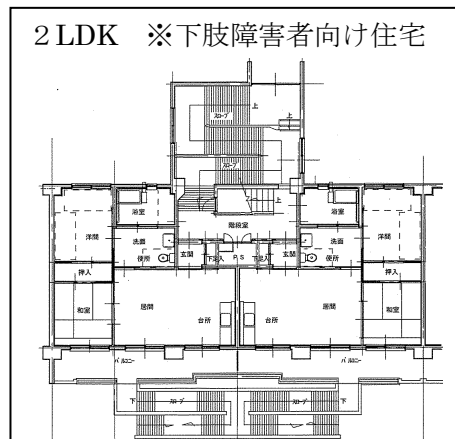 2LDK ※下肢障害者向け住宅
スロープ
上
上
スロープ
上
浴室
浴室
階段室
洋間
洗面
洗面
洋間
便所
玄関
下足入
PS
下足入
玄関
便所
押入
押入
和室
居間
台所
台所
居間
和室
バルコニー
バルコニー
下
スロープ
スロープ
下